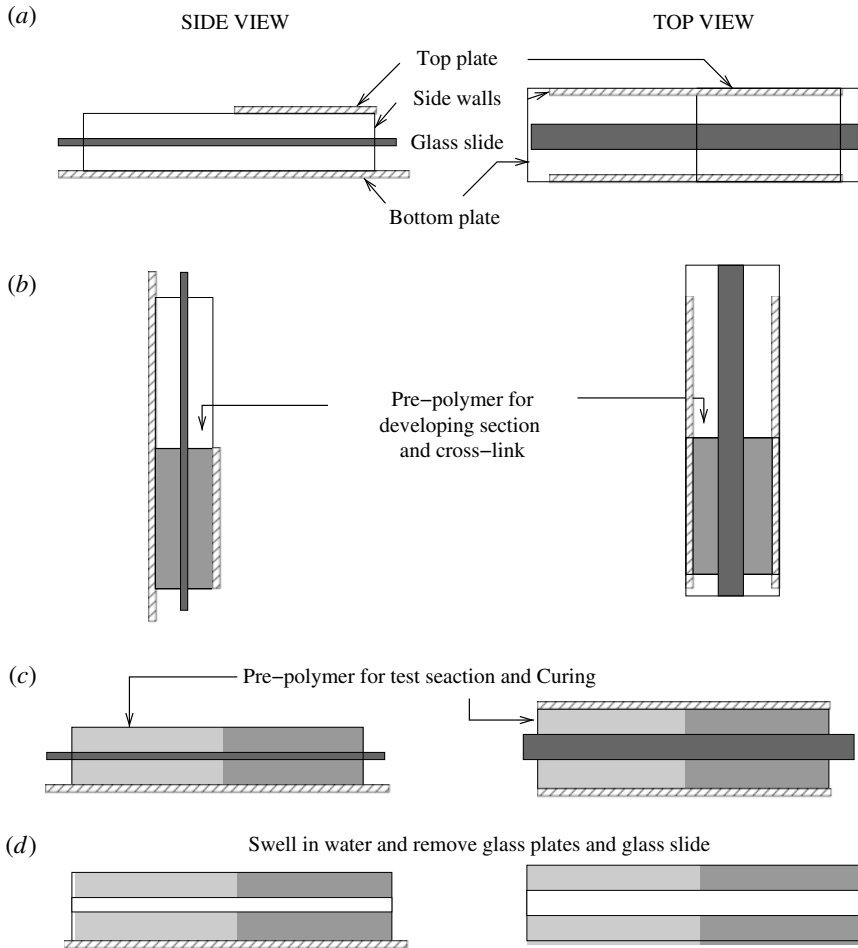 (a)
SIDE VIEW
TOP VIEW
Top plate
Side walls
Glass slide
Bottom plate
(b)
Pre-polymer for
developing section
and cross-link
(c)
Pre-polymer for test seaction and Curing
(d)
Swell in water and remove glass plates and glass slide